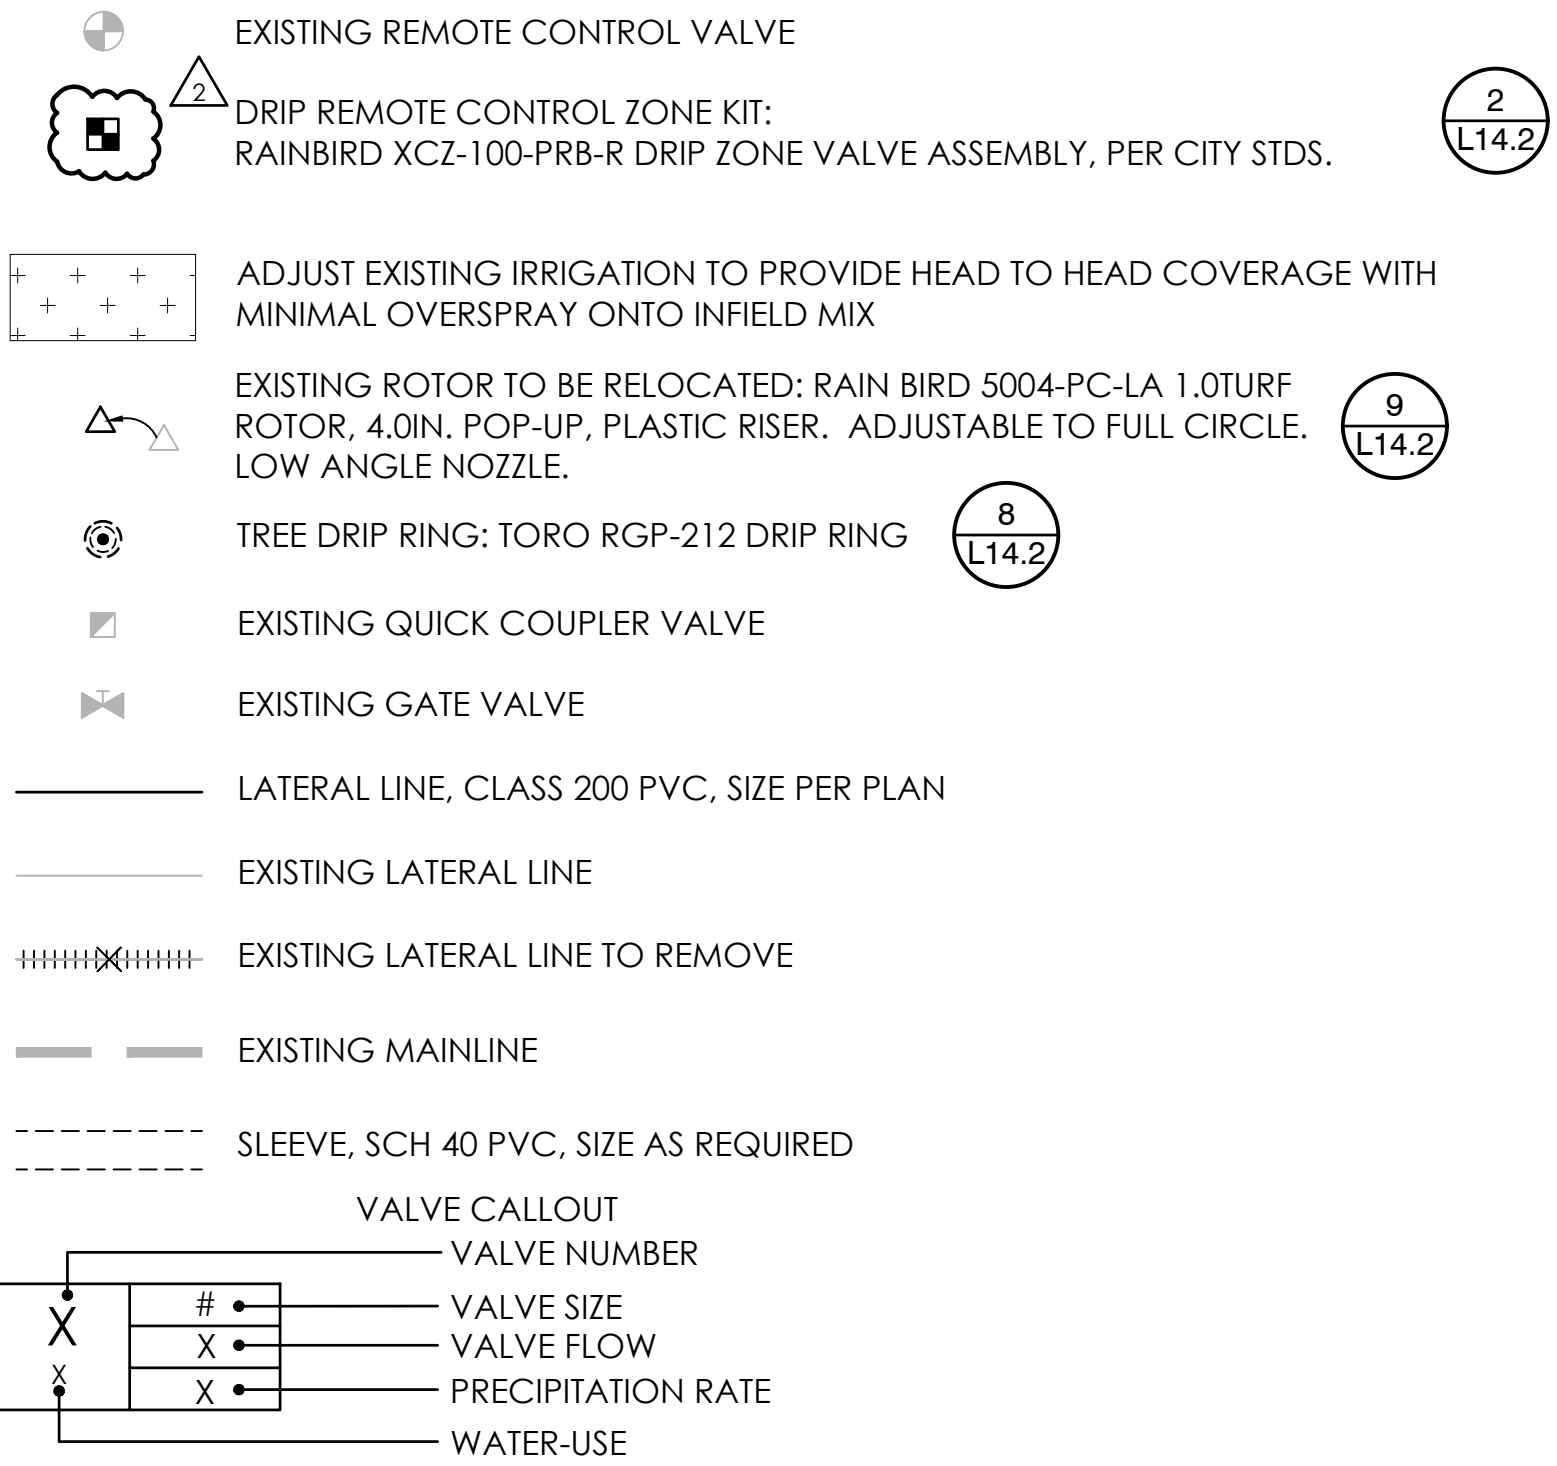 EXISTING REMOTE CONTROL VALVE
2
DRIP REMOTE CONTROL ZONE KIT:
RAINBIRD XCZ-100-PRB-R DRIP ZONE VALVE ASSEMBLY, PER CITY STDS.
2
L14.2
ADJUST EXISTING IRRIGATION TO PROVIDE HEAD TO HEAD COVERAGE WITH
MINIMAL OVERSPRAY ONTO INFIELD MIX
EXISTING ROTOR TO BE RELOCATED: RAIN BIRD 5004-PC-LA 1.0TURF
ROTOR, 4.0IN. POP-UP, PLASTIC RISER. ADJUSTABLE TO FULL CIRCLE.
LOW ANGLE NOZZLE.
9
L14.2
TREE DRIP RING: TORO RGP-212 DRIP RING
8
L14.2
EXISTING QUICK COUPLER VALVE
EXISTING GATE VALVE
LATERAL LINE, CLASS 200 PVC, SIZE PER PLAN
EXISTING LATERAL LINE
EXISTING LATERAL LINE TO REMOVE
EXISTING MAINLINE
SLEEVE, SCH 40 PVC, SIZE AS REQUIRED
VALVE CALLOUT
VALVE NUMBER
X
# VALVE SIZE
X VALVE FLOW
X
X PRECIPITATION RATE
WATER-USE